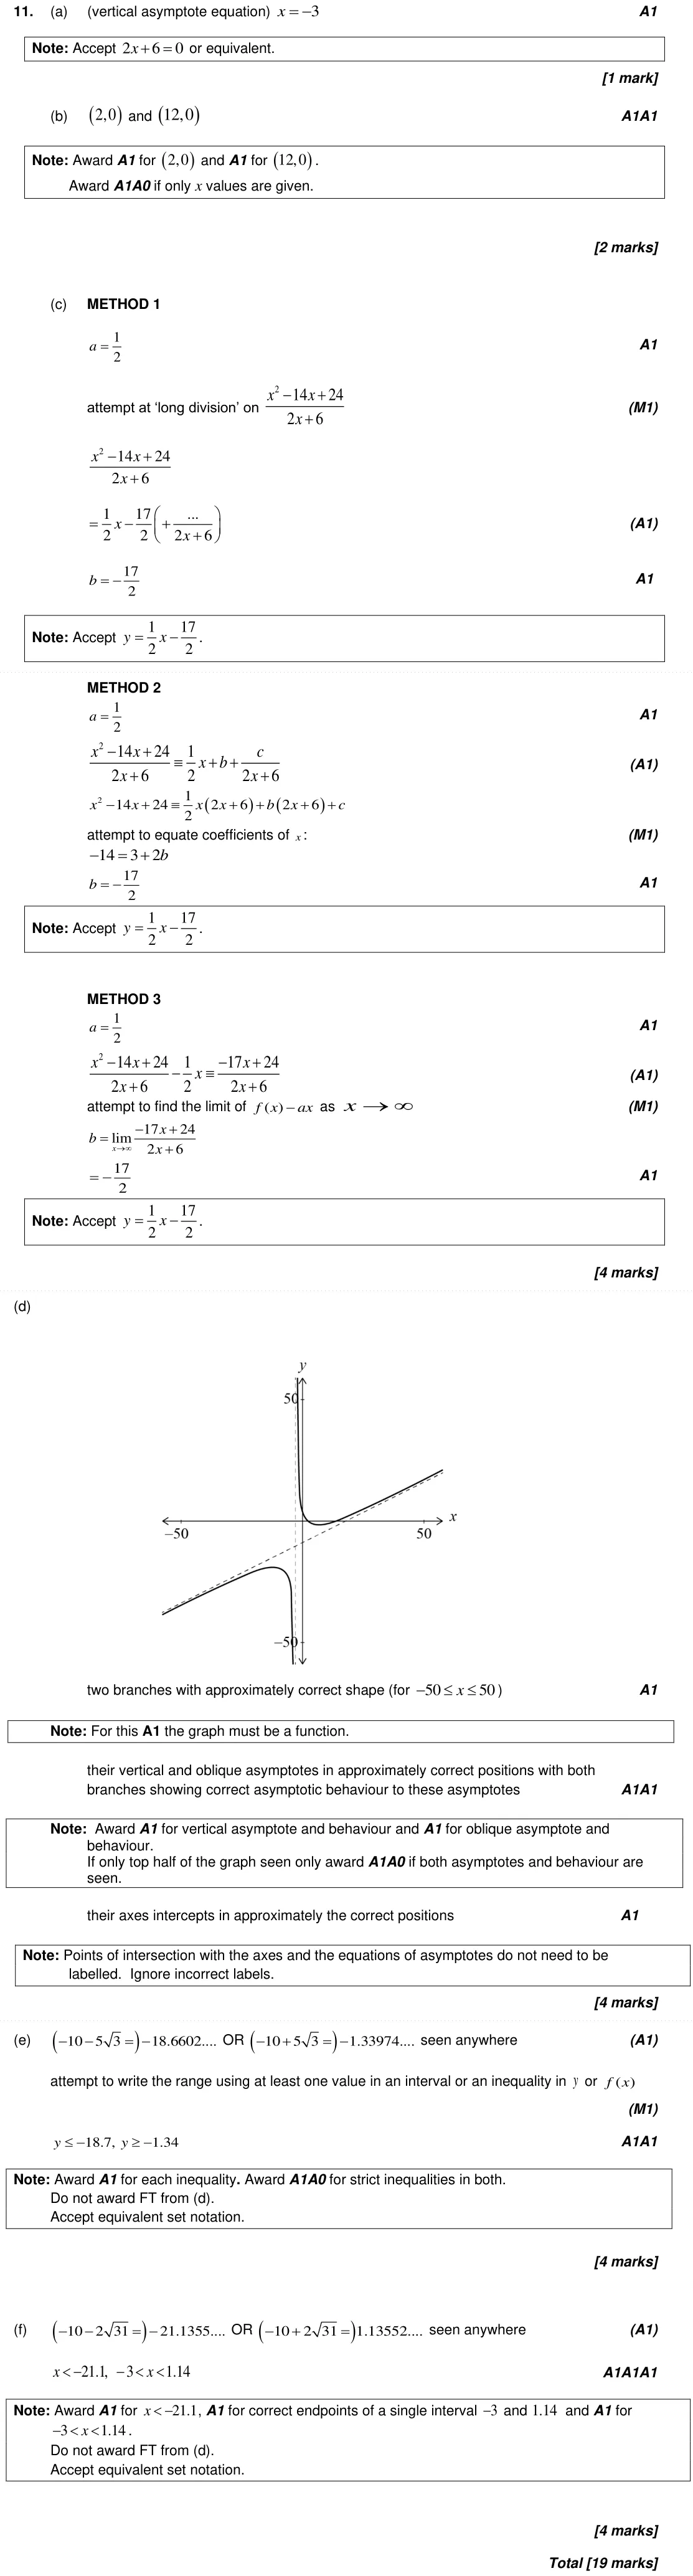 11. (a) (vertical asymptote equation) x = −3 A1
Note: Accept 2x + 6 = 0 or equivalent.
[1 mark]
(b) (2,0) and (12,0) A1A1
Note: Award A1 for (2,0) and A1 for (12,0).
Award A1A0 if only x values are given.
[2 marks]
(c) METHOD 1
a = 1/2 A1
attempt at 'long division' on (x² −14x + 24)/(2x + 6) (M1)
(x² −14x + 24)/(2x + 6)
= 1/2 x − 17/2 (+ .../(2x + 6)) (A1)
b = −17/2 A1
Note: Accept y = 1/2 x − 17/2.
METHOD 2
a = 1/2 A1
(x² −14x + 24)/(2x + 6) ≡ 1/2 x + b + c/(2x + 6) (A1)
x² −14x + 24 ≡ 1/2 x(2x + 6) + b(2x + 6) + c
attempt to equate coefficients of x: (M1)
−14 = 3 + 2b
b = −17/2 A1
Note: Accept y = 1/2 x − 17/2.
METHOD 3
a = 1/2 A1
(x² −14x + 24)/(2x + 6) − 1/2 x ≡ (−17x + 24)/(2x + 6) (A1)
attempt to find the limit of f(x) − ax as x → ∞ (M1)
b = lim x→∞ (−17x + 24)/(2x + 6)
= −17/2 A1
Note: Accept y = 1/2 x − 17/2.
[4 marks]
(d)
y
50
x
−50 50
−50
two branches with approximately correct shape (for −50 ≤ x ≤ 50) A1
Note: For this A1 the graph must be a function.
their vertical and oblique asymptotes in approximately correct positions with both
branches showing correct asymptotic behaviour to these asymptotes A1A1
Note: Award A1 for vertical asymptote and behaviour and A1 for oblique asymptote and
behaviour.
If only top half of the graph seen only award A1A0 if both asymptotes and behaviour are
seen.
their axes intercepts in approximately the correct positions A1
Note: Points of intersection with the axes and the equations of asymptotes do not need to be
labelled. Ignore incorrect labels.
[4 marks]
(e) (−10 − 5√3 =) −18.6602.... OR (−10 + 5√3 =) −1.33974.... seen anywhere (A1)
attempt to write the range using at least one value in an interval or an inequality in y or f(x)
(M1)
y ≤ −18.7, y ≥ −1.34 A1A1
Note: Award A1 for each inequality. Award A1A0 for strict inequalities in both.
Do not award FT from (d).
Accept equivalent set notation.
[4 marks]
(f) (−10 − 2√31 =) −21.1355.... OR (−10 + 2√31 =) 1.13552.... seen anywhere (A1)
x < −21.1, −3 < x < 1.14 A1A1A1
Note: Award A1 for x < −21.1, A1 for correct endpoints of a single interval −3 and 1.14 and A1 for
−3 < x < 1.14.
Do not award FT from (d).
Accept equivalent set notation.
[4 marks]
Total [19 marks]